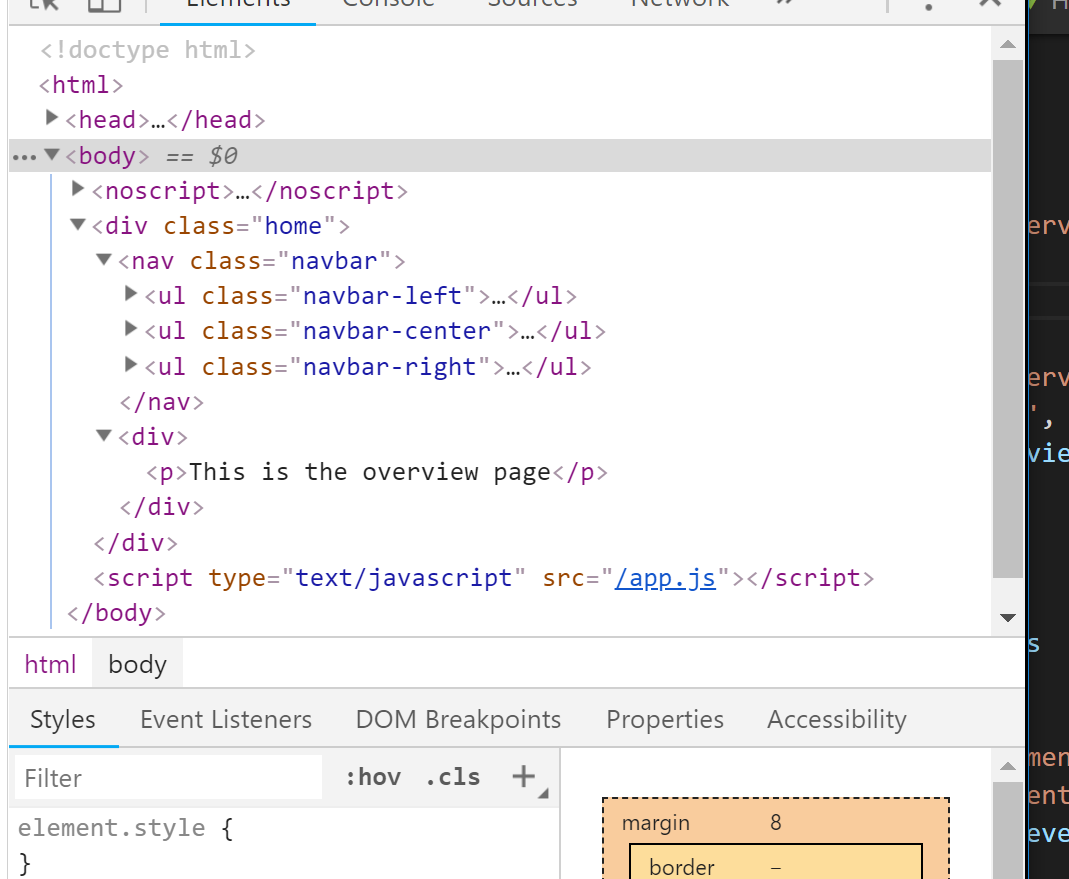 Elements Console Sources Network »
<!doctype html>
<html>
<head>…</head>
… <body> == $0
<noscript>…</noscript>
<div class="home">
<nav class="navbar">
<ul class="navbar-left">…</ul>
<ul class="navbar-center">…</ul>
<ul class="navbar-right">…</ul>
</nav>
<div>
<p>This is the overview page</p>
</div>
</div>
<script type="text/javascript" src="/app.js"></script>
</body>
html body
Styles Event Listeners DOM Breakpoints Properties Accessibility
Filter :hov .cls +
element.style {
}
margin 8
border –
erv
erv
',
vie
s
men
ent
eve